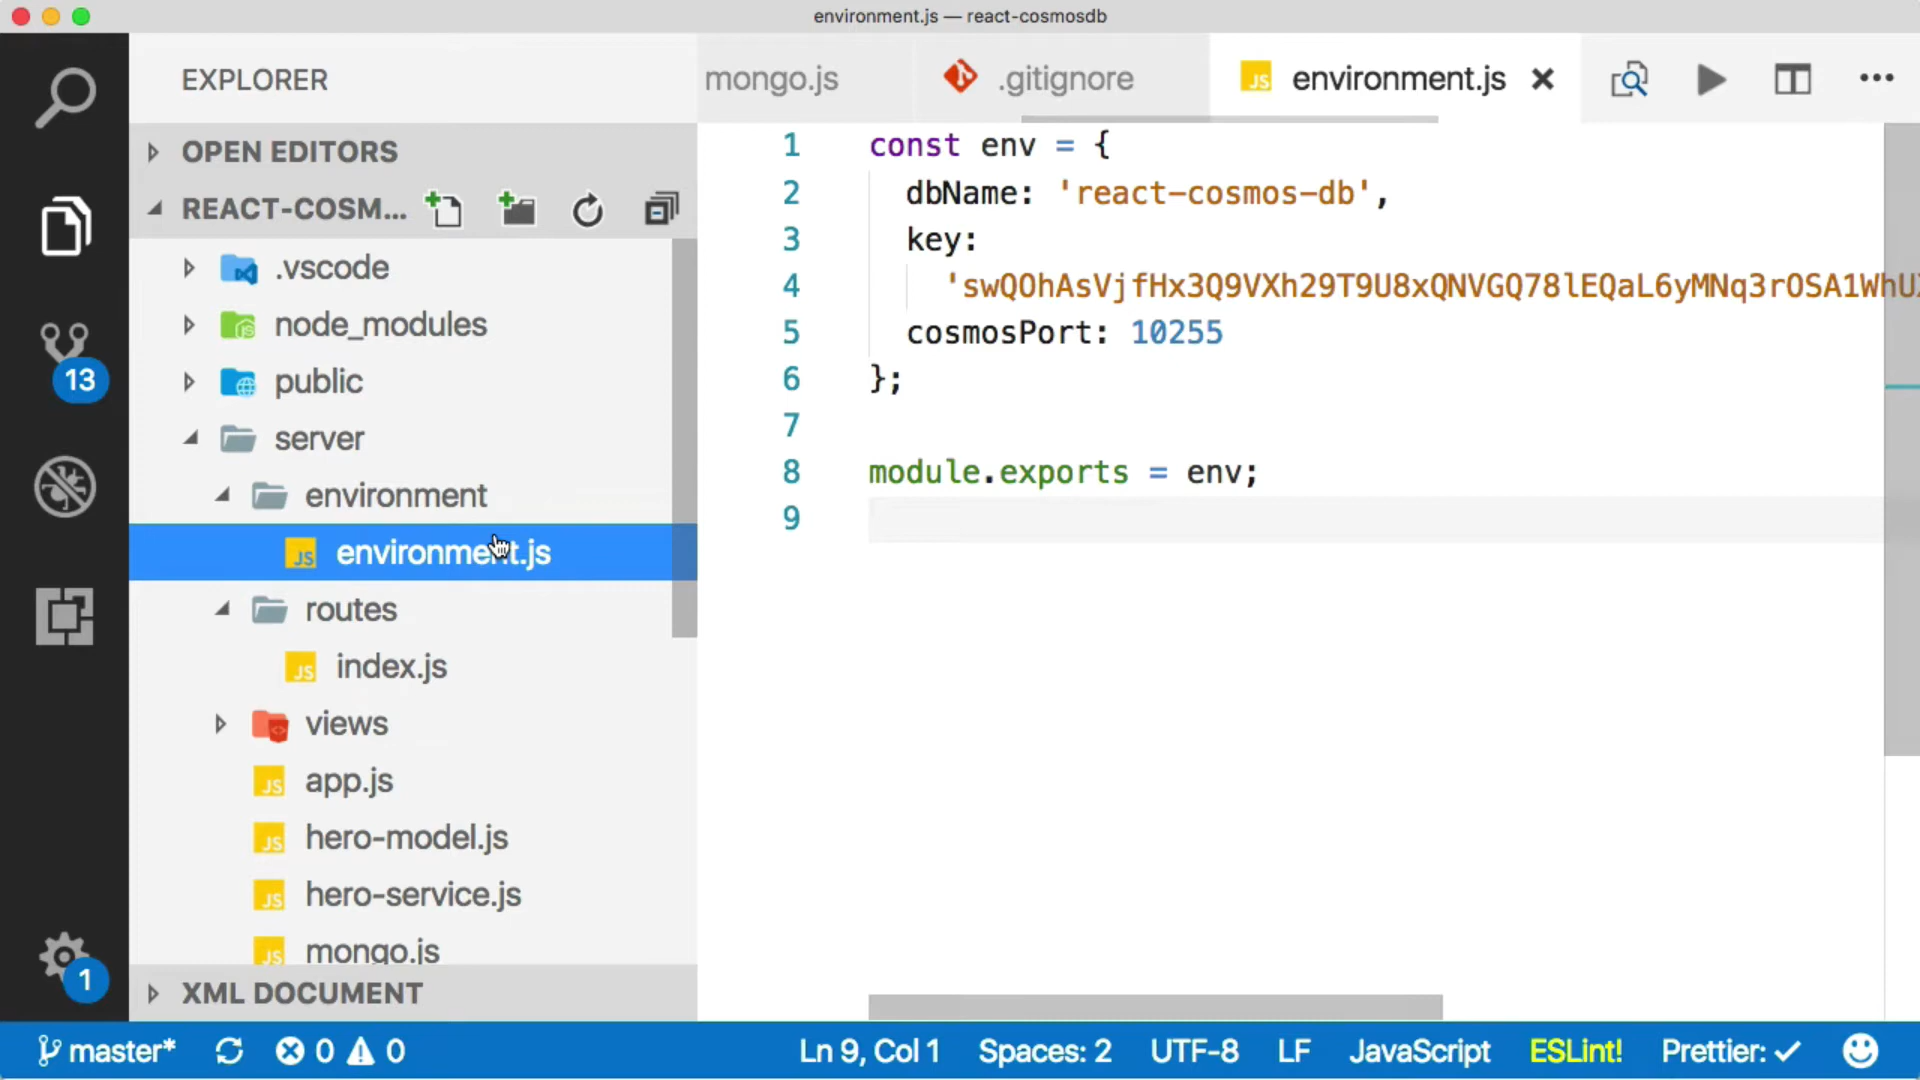 environment.js — react-cosmosdb
EXPLORER
mongo.js
.gitignore
environment.js
OPEN EDITORS
REACT-COSM...
.vscode
node_modules
public
server
environment
environment.js
routes
index.js
views
app.js
hero-model.js
hero-service.js
mongo.js
XML DOCUMENT
13
1
1 const env = {
2 dbName: 'react-cosmos-db',
3 key:
4 'swQOhAsVjfHx3Q9VXh29T9U8xQNVGQ78lEQaL6yMNq3rOSA1WhU
5 cosmosPort: 10255
6 };
7
8 module.exports = env;
9
master* 0 0 Ln 9, Col 1 Spaces: 2 UTF-8 LF JavaScript ESLint! Prettier: ✓